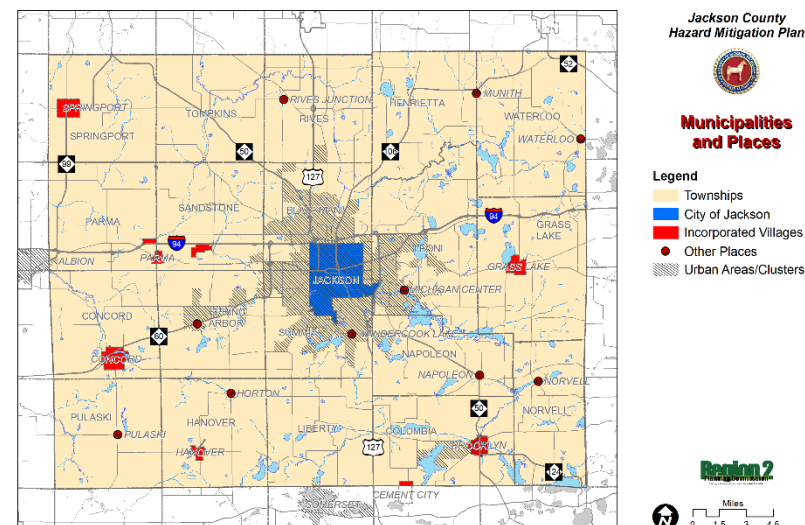 Jackson County
Hazard Mitigation Plan
Municipalities
and Places
Legend
Townships
City of Jackson
Incorporated Villages
Other Places
Urban Areas/Clusters
Region 2
Miles
0 1.5 3 4.5
N
52
SPRINGPORT
RIVES JUNCTION
MUNITH
HENRIETTA
TOMPKINS
RIVES
WATERLOO
SPRINGPORT
WATERLOO
50
106
99
127
SANDSTONE
BLACKMAN
94
PARMA
GRASS
LAKE
94
LEONI
ALBION
PARMA
GRASS LAKE
JACKSON
MICHIGAN CENTER
CONCORD
SPRING
ARBOR
60
SUMMIT
VANDERCOOK LAKE
CONCORD
NAPOLEON
NAPOLEON
NORVELL
HORTON
PULASKI
HANOVER
50
NORVELL
PULASKI
LIBERTY
COLUMBIA
127
BROOKLYN
HANOVER
124
CEMENT CITY
SOMERSET